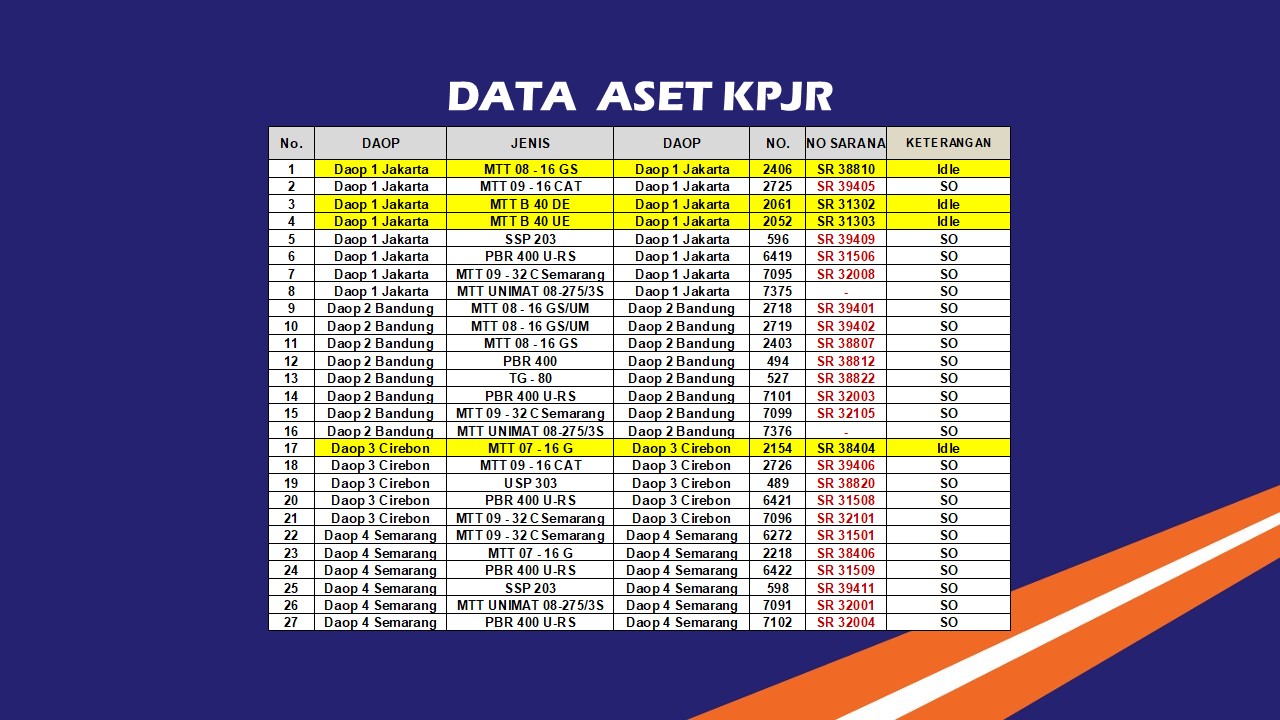 DATA ASET KPJR
No. DAOP JENIS DAOP NO. NO SARANA KETERANGAN
1 Daop 1 Jakarta MTT 08 - 16 GS Daop 1 Jakarta 2406 SR 38810 Idle
2 Daop 1 Jakarta MTT 09 - 16 CAT Daop 1 Jakarta 2725 SR 39405 SO
3 Daop 1 Jakarta MTT B 40 DE Daop 1 Jakarta 2061 SR 31302 Idle
4 Daop 1 Jakarta MTT B 40 UE Daop 1 Jakarta 2052 SR 31303 Idle
5 Daop 1 Jakarta SSP 203 Daop 1 Jakarta 596 SR 39409 SO
6 Daop 1 Jakarta PBR 400 U-RS Daop 1 Jakarta 6419 SR 31506 SO
7 Daop 1 Jakarta MTT 09 - 32 C Semarang Daop 1 Jakarta 7095 SR 32008 SO
8 Daop 1 Jakarta MTT UNIMAT 08-275/3S Daop 1 Jakarta 7375 - SO
9 Daop 2 Bandung MTT 08 - 16 GS/UM Daop 2 Bandung 2718 SR 39401 SO
10 Daop 2 Bandung MTT 08 - 16 GS/UM Daop 2 Bandung 2719 SR 39402 SO
11 Daop 2 Bandung MTT 08 - 16 GS Daop 2 Bandung 2403 SR 38807 SO
12 Daop 2 Bandung PBR 400 Daop 2 Bandung 494 SR 38812 SO
13 Daop 2 Bandung TG - 80 Daop 2 Bandung 527 SR 38822 SO
14 Daop 2 Bandung PBR 400 U-RS Daop 2 Bandung 7101 SR 32003 SO
15 Daop 2 Bandung MTT 09 - 32 C Semarang Daop 2 Bandung 7099 SR 32105 SO
16 Daop 2 Bandung MTT UNIMAT 08-275/3S Daop 2 Bandung 7376 - SO
17 Daop 3 Cirebon MTT 07 - 16 G Daop 3 Cirebon 2154 SR 38404 Idle
18 Daop 3 Cirebon MTT 09 - 16 CAT Daop 3 Cirebon 2726 SR 39406 SO
19 Daop 3 Cirebon USP 303 Daop 3 Cirebon 489 SR 38820 SO
20 Daop 3 Cirebon PBR 400 U-RS Daop 3 Cirebon 6421 SR 31508 SO
21 Daop 3 Cirebon MTT 09 - 32 C Semarang Daop 3 Cirebon 7096 SR 32101 SO
22 Daop 4 Semarang MTT 09 - 32 C Semarang Daop 4 Semarang 6272 SR 31501 SO
23 Daop 4 Semarang MTT 07 - 16 G Daop 4 Semarang 2218 SR 38406 SO
24 Daop 4 Semarang PBR 400 U-RS Daop 4 Semarang 6422 SR 31509 SO
25 Daop 4 Semarang SSP 203 Daop 4 Semarang 598 SR 39411 SO
26 Daop 4 Semarang MTT UNIMAT 08-275/3S Daop 4 Semarang 7091 SR 32001 SO
27 Daop 4 Semarang PBR 400 U-RS Daop 4 Semarang 7102 SR 32004 SO